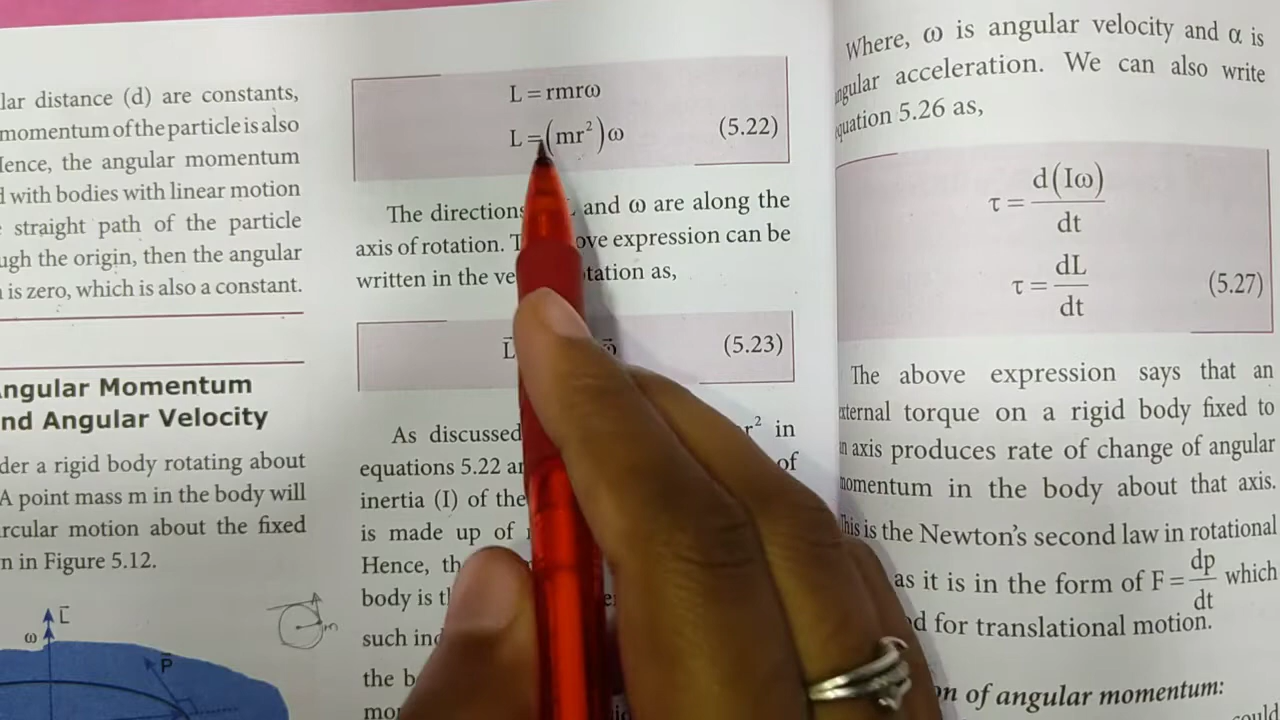 lar distance (d) are constants,
momentum of the particle is also
Hence, the angular momentum
with bodies with linear motion
straight path of the particle
ugh the origin, then the angular
is zero, which is also a constant.
Angular Momentum
and Angular Velocity
der a rigid body rotating about
A point mass m in the body will
rcular motion about the fixed
n in Figure 5.12.
L⃗
ω
P⃗
m
L = rmrω
L = (mr²)ω (5.22)
The directions and ω are along the
axis of rotation. ove expression can be
written in the tation as,
L⃗ ω⃗ (5.23)
As discussed r² in
equations 5.22 of
inertia (I) of the
is made up of
Hence,
body is
such
the
Where, ω is angular velocity and α is
angular acceleration. We can also write
equation 5.26 as,
τ = d(Iω)/dt
τ = dL/dt (5.27)
The above expression says that an
external torque on a rigid body fixed to
an axis produces rate of change of angular
momentum in the body about that axis.
This is the Newton's second law in rotational
as it is in the form of F = dp/dt which
d for translational motion.
on of angular momentum:
could